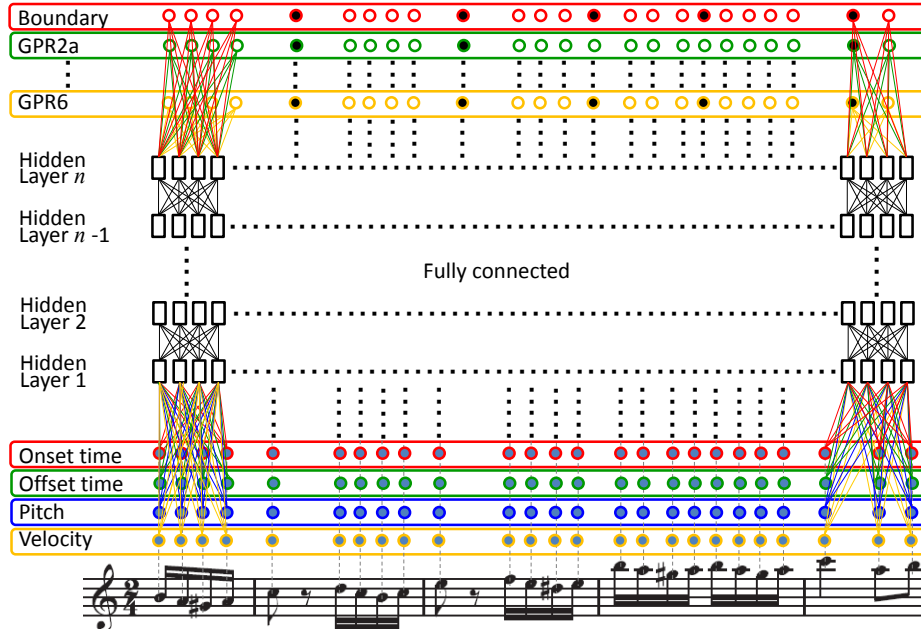 Boundary
GPR2a
GPR6
Hidden
Layer n
Hidden
Layer n -1
Fully connected
Hidden
Layer 2
Hidden
Layer 1
Onset time
Offset time
Pitch
Velocity
2
4